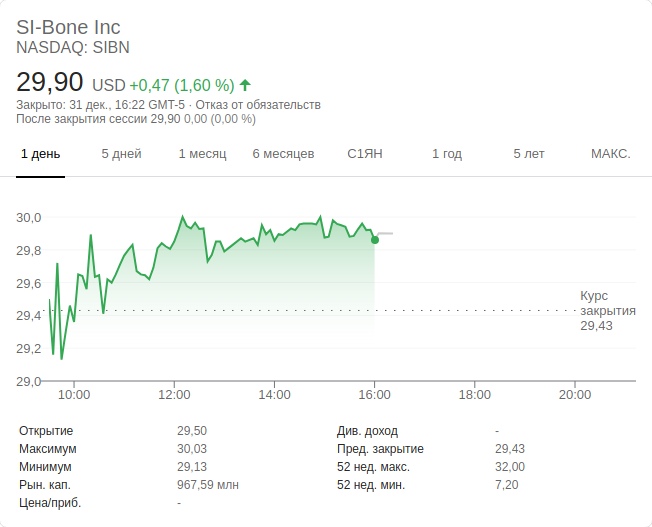 SI-Bone Inc
NASDAQ: SIBN
29,90 USD +0,47 (1,60 %)
Закрыто: 31 дек., 16:22 GMT-5 · Отказ от обязательств
После закрытия сессии 29,90 0,00 (0,00 %)
1 день 5 дней 1 месяц 6 месяцев С1ЯН 1 год 5 лет МАКС.
30,0
29,8
29,6
29,4
29,2
29,0
Курс
закрытия
29,43
10:00 12:00 14:00 16:00 18:00 20:00
Открытие 29,50 Див. доход -
Максимум 30,03 Пред. закрытие 29,43
Минимум 29,13 52 нед. макс. 32,00
Рын. кап. 967,59 млн 52 нед. мин. 7,20
Цена/приб. -